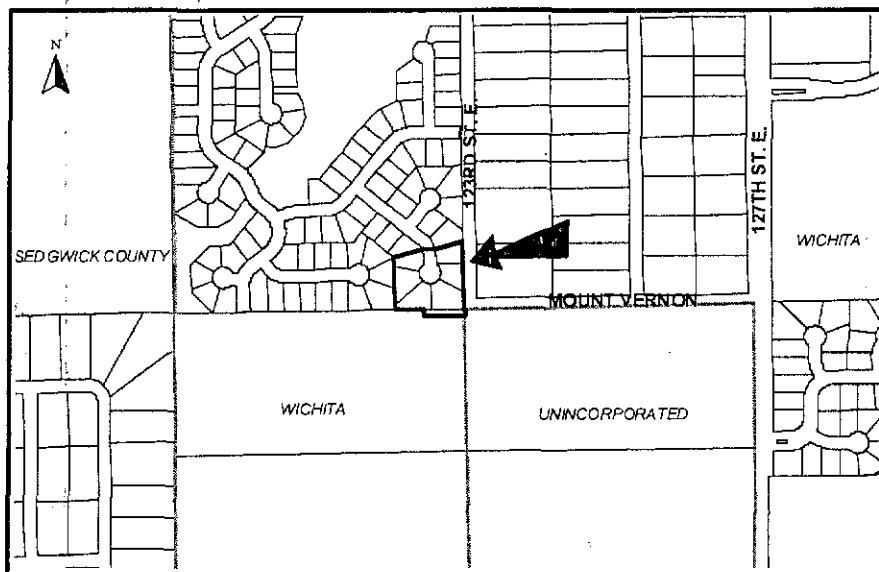 N
123RD ST. E.
127TH ST. E.
SEDGWICK COUNTY
WICHITA
MOUNT VERNON
WICHITA
UNINCORPORATED